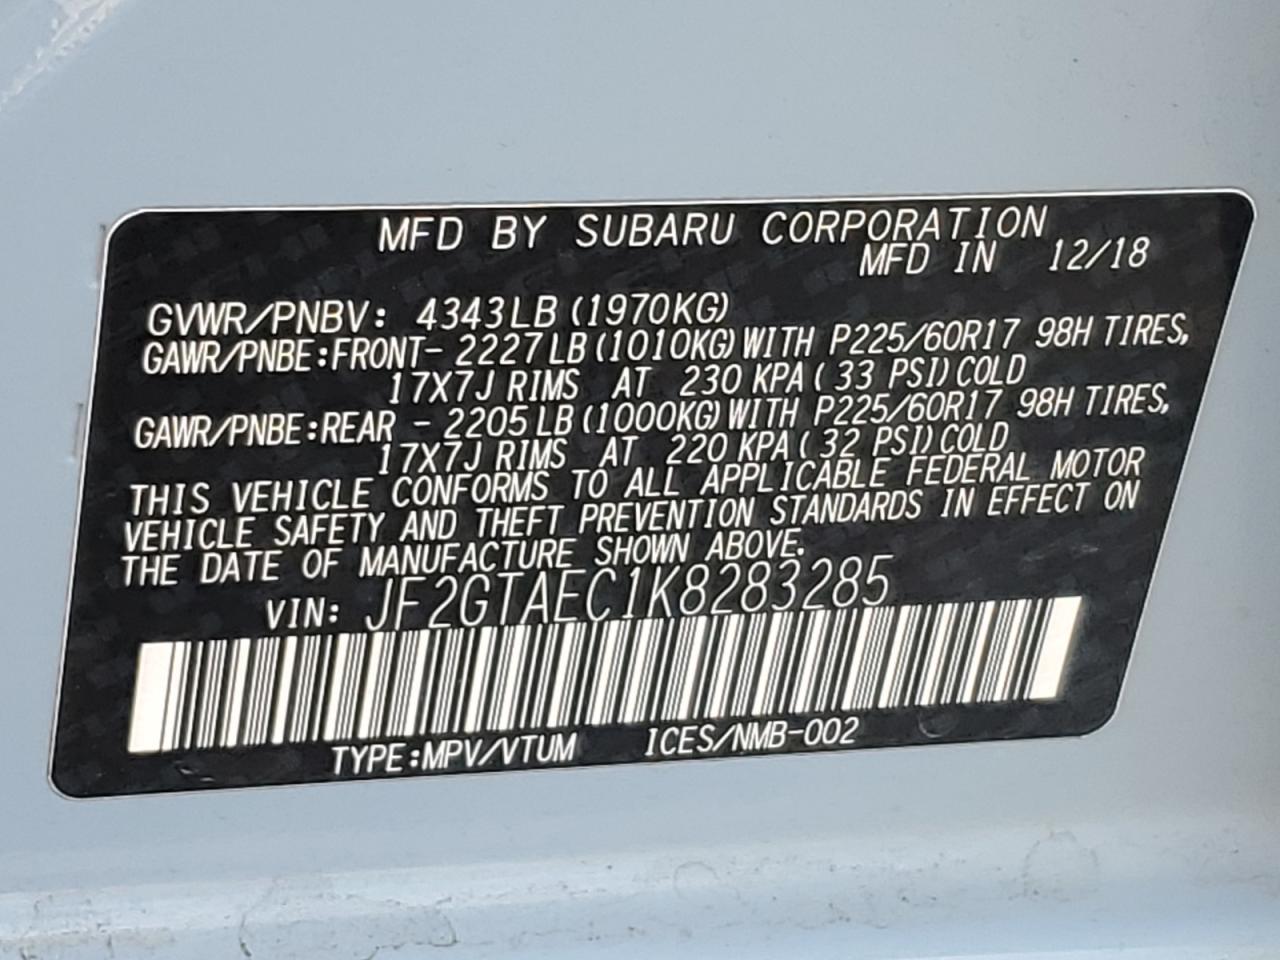 MFD BY SUBARU CORPORATION
MFD IN 12/18
GVWR/PNBV: 4343LB (1970KG)
GAWR/PNBE:FRONT- 2227LB(1010KG)WITH P225/60R17 98H TIRES,
17X7J RIMS AT 230 KPA( 33 PSI)COLD
GAWR/PNBE:REAR - 2205LB(1000KG)WITH P225/60R17 98H TIRES,
17X7J RIMS AT 220 KPA( 32 PSI)COLD
THIS VEHICLE CONFORMS TO ALL APPLICABLE FEDERAL MOTOR
VEHICLE SAFETY AND THEFT PREVENTION STANDARDS IN EFFECT ON
THE DATE OF MANUFACTURE SHOWN ABOVE.
VIN: JF2GTAEC1K8283285
TYPE:MPV/VTUM ICES/NMB-002